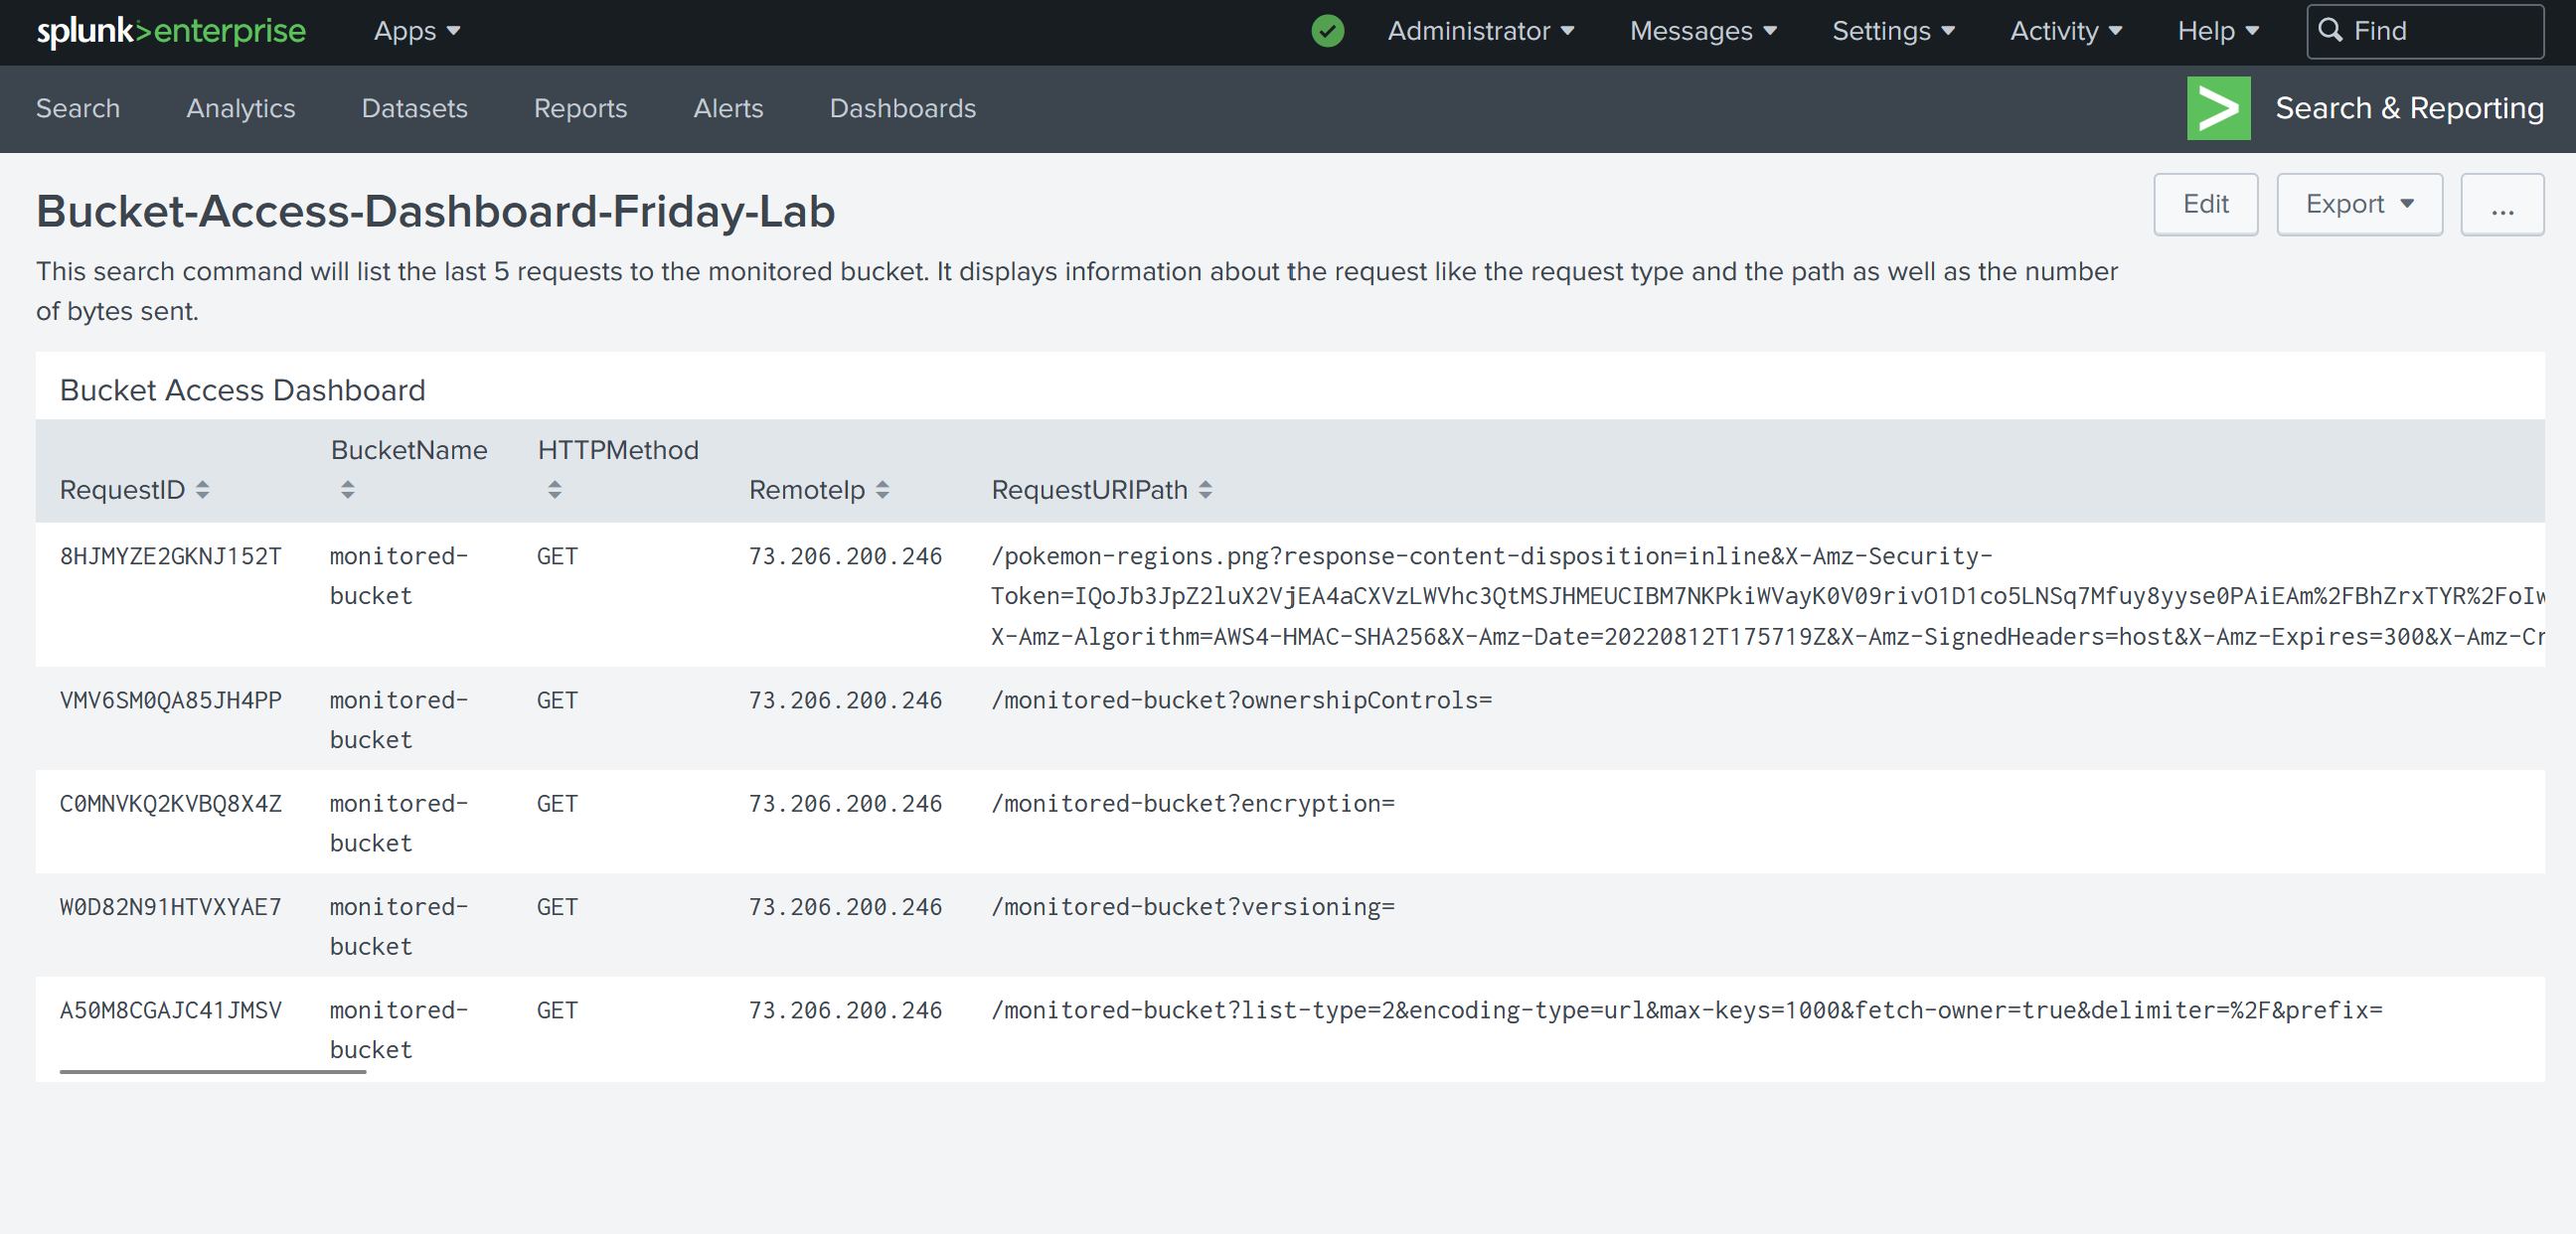 splunk>enterprise Apps Administrator Messages Settings Activity Help Find
Search Analytics Datasets Reports Alerts Dashboards Search & Reporting
Bucket-Access-Dashboard-Friday-Lab Edit Export ...
This search command will list the last 5 requests to the monitored bucket. It displays information about the request like the request type and the path as well as the number
of bytes sent.
Bucket Access Dashboard
RequestID BucketName HTTPMethod RemoteIp RequestURIPath
8HJMYZE2GKNJ152T monitored- GET 73.206.200.246 /pokemon-regions.png?response-content-disposition=inline&X-Amz-Security-
bucket Token=IQoJb3JpZ2luX2VjEA4aCXVzLWVhc3QtMSJHMEUCIBM7NKPkiWVayK0V09rivO1D1co5LNSq7Mfuy8yyse0PAiEAm%2FBhZrxTYR%2FoIw
X-Amz-Algorithm=AWS4-HMAC-SHA256&X-Amz-Date=20220812T175719Z&X-Amz-SignedHeaders=host&X-Amz-Expires=300&X-Amz-Cr
VMV6SM0QA85JH4PP monitored- GET 73.206.200.246 /monitored-bucket?ownershipControls=
bucket
C0MNVKQ2KVBQ8X4Z monitored- GET 73.206.200.246 /monitored-bucket?encryption=
bucket
W0D82N91HTVXYAE7 monitored- GET 73.206.200.246 /monitored-bucket?versioning=
bucket
A50M8CGAJC41JMSV monitored- GET 73.206.200.246 /monitored-bucket?list-type=2&encoding-type=url&max-keys=1000&fetch-owner=true&delimiter=%2F&prefix=
bucket